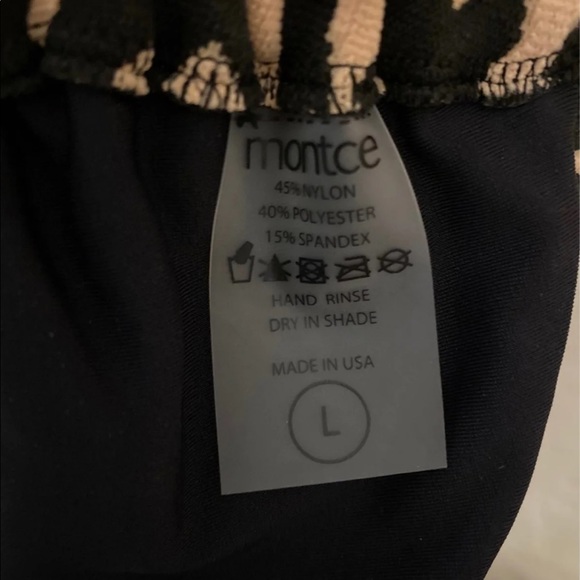 montce
45% NYLON
40% POLYESTER
15% SPANDEX
HAND RINSE
DRY IN SHADE
MADE IN USA
L